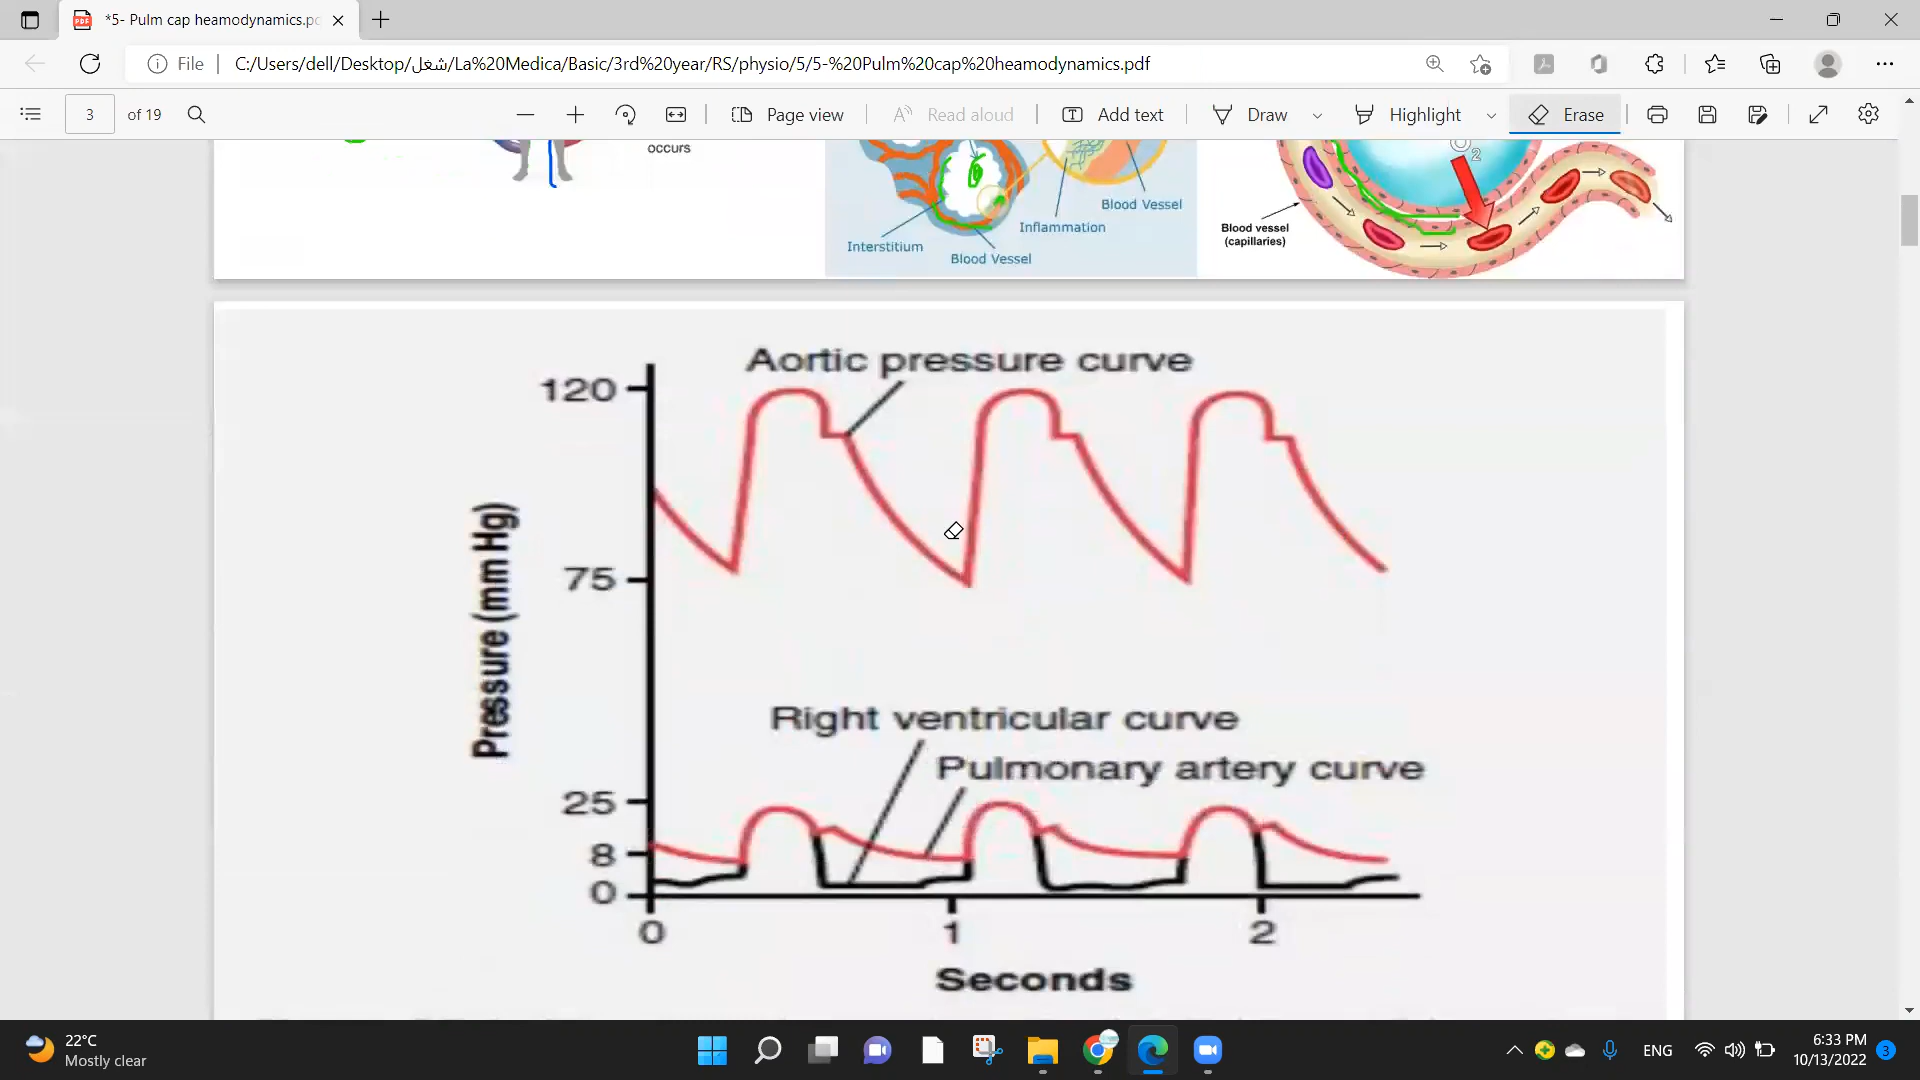 *5- Pulm cap heamodynamics.p
File
C:/Users/dell/Desktop/شغل/La%20Medica/Basic/3rd%20year/RS/physio/5/5-%20Pulm%20cap%20heamodynamics.pdf
3 of 19
Page view
Read aloud
Add text
Draw
Highlight
Erase
occurs
O2
Blood Vessel
Inflammation
Interstitium
Blood Vessel
Blood vessel
(capillaries)
Aortic pressure curve
120
75
Pressure (mm Hg)
Right ventricular curve
Pulmonary artery curve
25
8
0
0 1 2
Seconds
22°C
Mostly clear
ENG
6:33 PM
10/13/2022
3